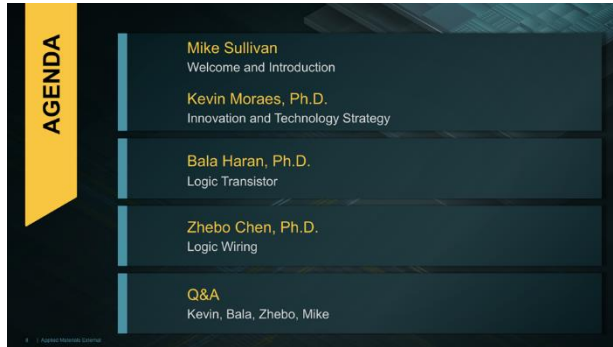 AGENDA
Mike Sullivan
Welcome and Introduction
Kevin Moraes, Ph.D.
Innovation and Technology Strategy
Bala Haran, Ph.D.
Logic Transistor
Zhebo Chen, Ph.D.
Logic Wiring
Q&A
Kevin, Bala, Zhebo, Mike
4 | Applied Materials External